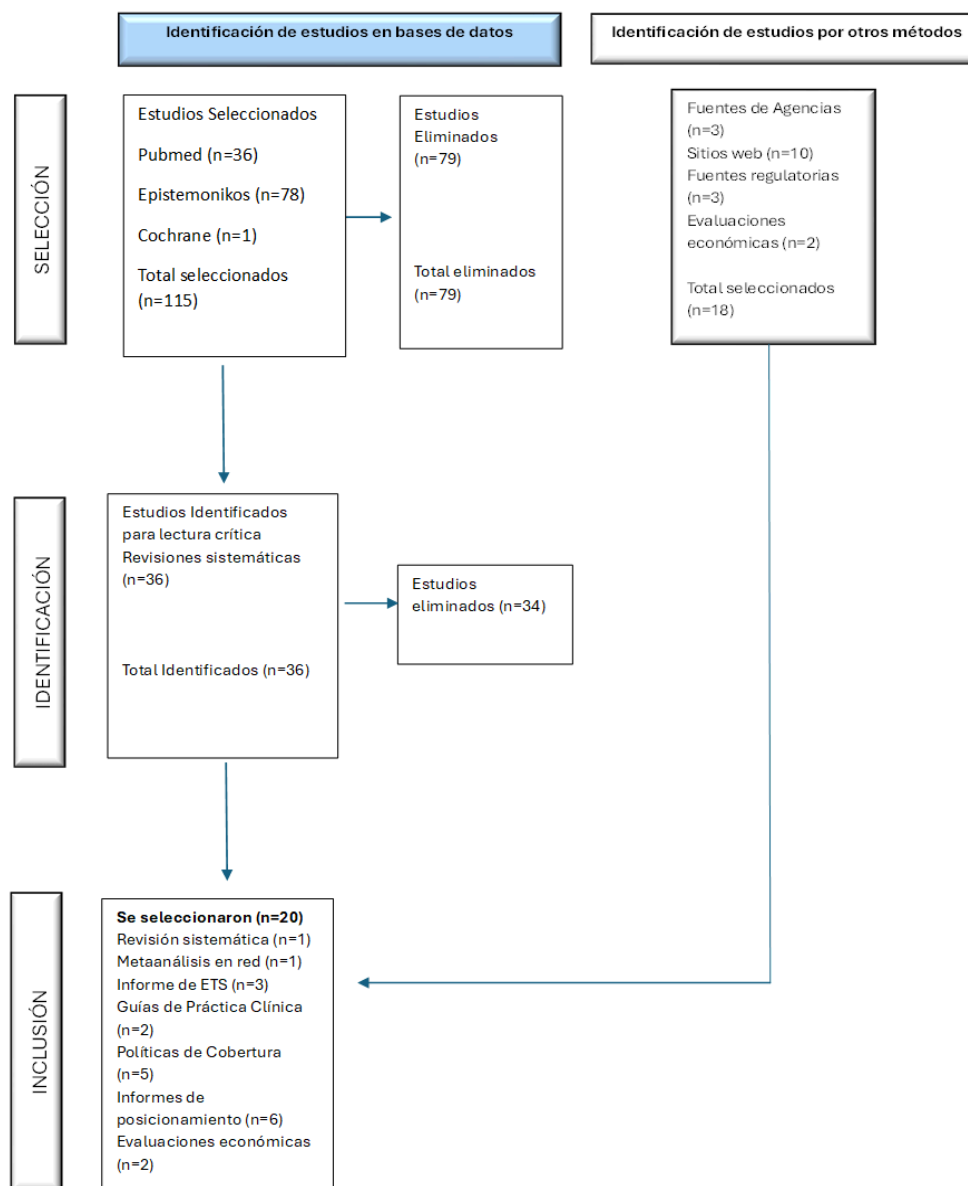 Identificación de estudios en bases de datos
Identificación de estudios por otros métodos
SELECCIÓN
Estudios Seleccionados
Pubmed (n=36)
Epistemonikos (n=78)
Cochrane (n=1)
Total seleccionados
(n=115)
Estudios
Eliminados
(n=79)
Total eliminados
(n=79)
Fuentes de Agencias
(n=3)
Sitios web (n=10)
Fuentes regulatorias
(n=3)
Evaluaciones
económicas (n=2)
Total seleccionados
(n=18)
IDENTIFICACIÓN
Estudios Identificados
para lectura crítica
Revisiones sistemáticas
(n=36)
Total Identificados (n=36)
Estudios
eliminados (n=34)
INCLUSIÓN
Se seleccionaron (n=20)
Revisión sistemática (n=1)
Metaanálisis en red (n=1)
Informe de ETS (n=3)
Guías de Práctica Clínica
(n=2)
Políticas de Cobertura
(n=5)
Informes de
posicionamiento (n=6)
Evaluaciones económicas
(n=2)